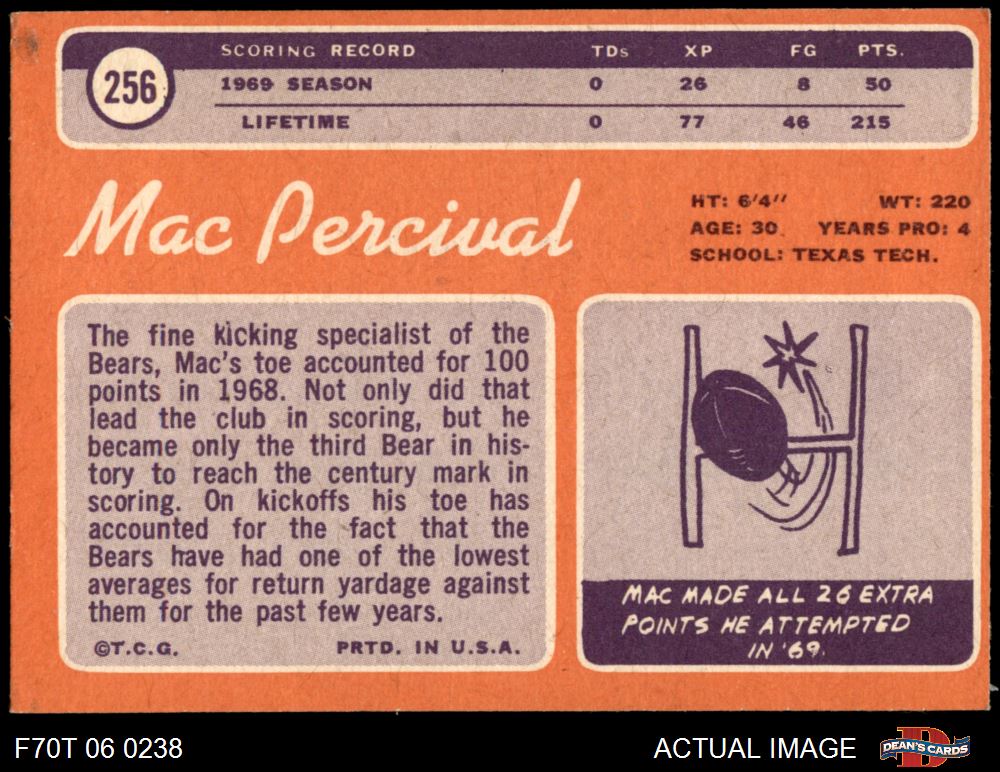 256
SCORING RECORD TDs XP FG PTS.
1969 SEASON 0 26 8 50
LIFETIME 0 77 46 215
Mac Percival
HT: 6'4" WT: 220
AGE: 30 YEARS PRO: 4
SCHOOL: TEXAS TECH.
The fine kicking specialist of the
Bears, Mac's toe accounted for 100
points in 1968. Not only did that
lead the club in scoring, but he
became only the third Bear in his-
tory to reach the century mark in
scoring. On kickoffs his toe has
accounted for the fact that the
Bears have had one of the lowest
averages for return yardage against
them for the past few years.
©T.C.G. PRTD. IN U.S.A.
MAC MADE ALL 26 EXTRA
POINTS HE ATTEMPTED
IN '69.
F70T 06 0238 ACTUAL IMAGE DEAN'S CARDS